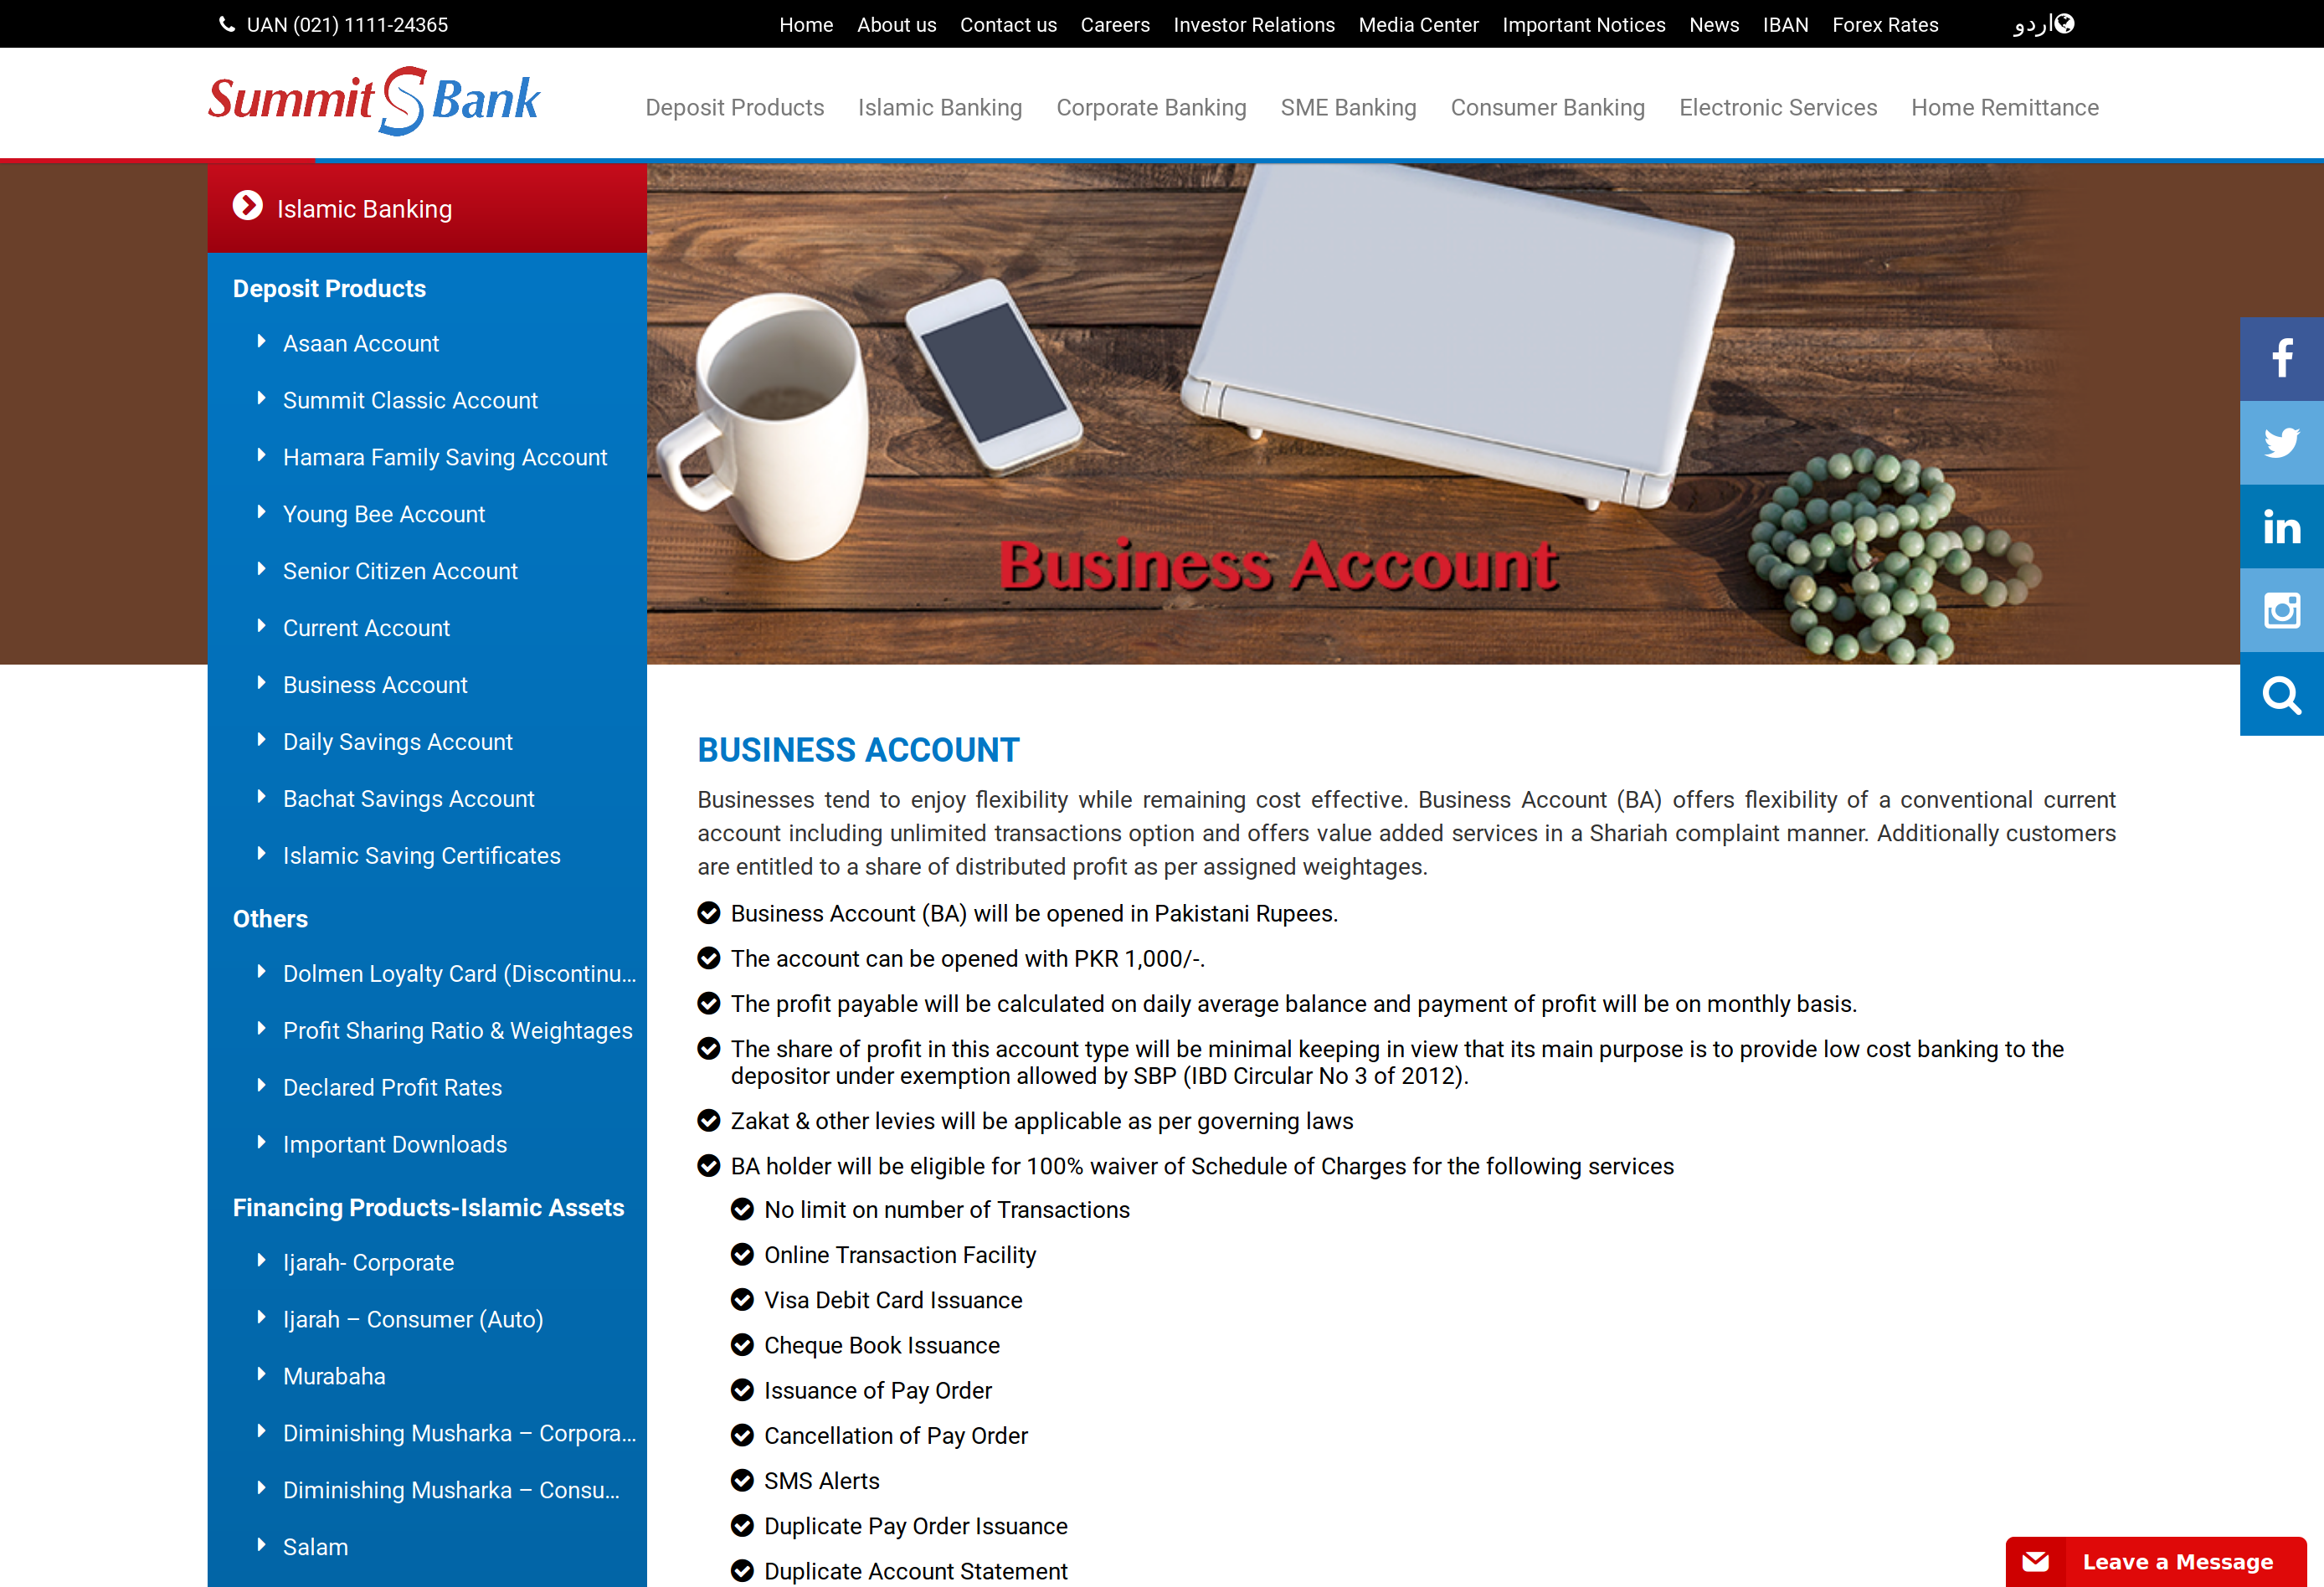 UAN (021) 1111-24365
Home About us Contact us Careers Investor Relations Media Center Important Notices News IBAN Forex Rates اردو
Summit S Bank
Deposit Products Islamic Banking Corporate Banking SME Banking Consumer Banking Electronic Services Home Remittance
Islamic Banking
Deposit Products
Asaan Account
Summit Classic Account
Hamara Family Saving Account
Young Bee Account
Senior Citizen Account
Current Account
Business Account
Daily Savings Account
Bachat Savings Account
Islamic Saving Certificates
Others
Dolmen Loyalty Card (Discontinu...
Profit Sharing Ratio & Weightages
Declared Profit Rates
Important Downloads
Financing Products-Islamic Assets
Ijarah- Corporate
Ijarah – Consumer (Auto)
Murabaha
Diminishing Musharka – Corpora...
Diminishing Musharka – Consu...
Salam
Business Account
BUSINESS ACCOUNT
Businesses tend to enjoy flexibility while remaining cost effective. Business Account (BA) offers flexibility of a conventional current
account including unlimited transactions option and offers value added services in a Shariah complaint manner. Additionally customers
are entitled to a share of distributed profit as per assigned weightages.
Business Account (BA) will be opened in Pakistani Rupees.
The account can be opened with PKR 1,000/-.
The profit payable will be calculated on daily average balance and payment of profit will be on monthly basis.
The share of profit in this account type will be minimal keeping in view that its main purpose is to provide low cost banking to the
depositor under exemption allowed by SBP (IBD Circular No 3 of 2012).
Zakat & other levies will be applicable as per governing laws
BA holder will be eligible for 100% waiver of Schedule of Charges for the following services
No limit on number of Transactions
Online Transaction Facility
Visa Debit Card Issuance
Cheque Book Issuance
Issuance of Pay Order
Cancellation of Pay Order
SMS Alerts
Duplicate Pay Order Issuance
Duplicate Account Statement
Leave a Message